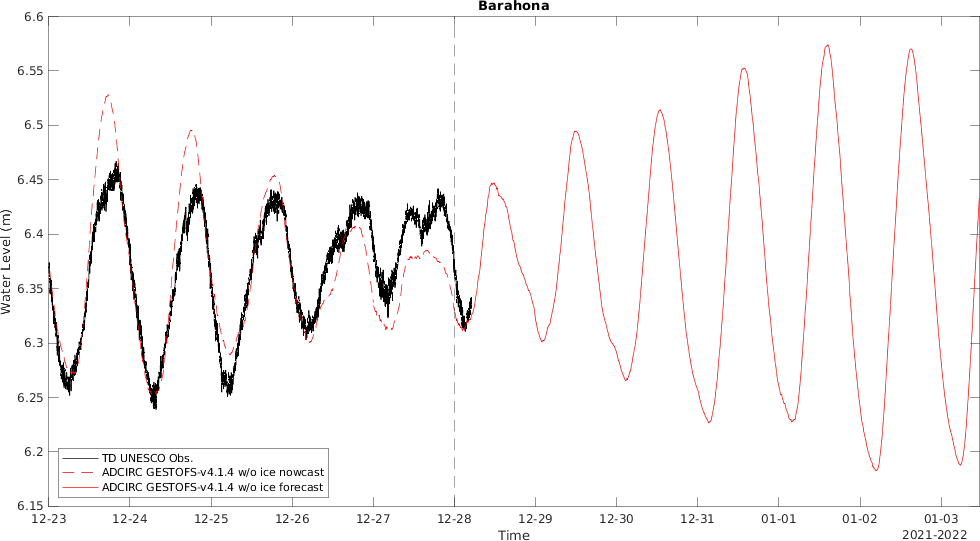 Barahona
6.6
6.55
6.5
6.45
6.4
6.35
6.3
6.25
6.2
6.15
Water Level (m)
TD UNESCO Obs.
ADCIRC GESTOFS-v4.1.4 w/o ice nowcast
ADCIRC GESTOFS-v4.1.4 w/o ice forecast
12-23 12-24 12-25 12-26 12-27 12-28 12-29 12-30 12-31 01-01 01-02 01-03
Time
2021-2022